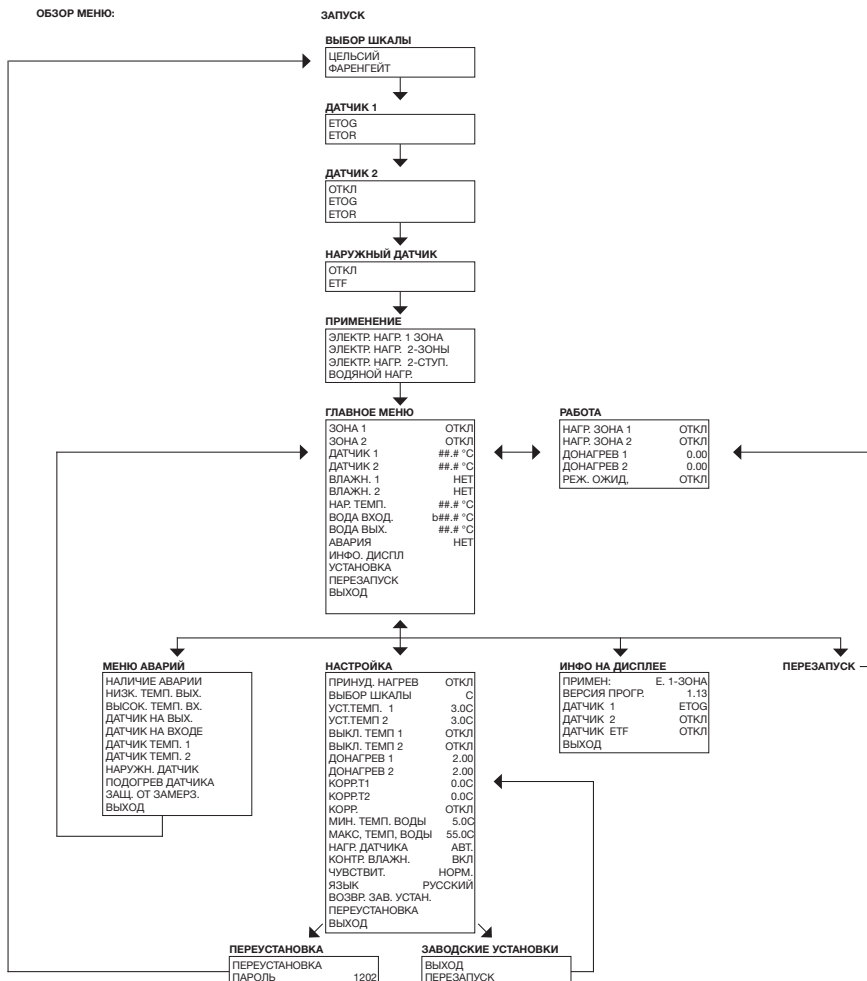 ОБЗОР МЕНЮ:
ЗАПУСК
ВЫБОР ШКАЛЫ
ЦЕЛЬСИЙ
ФАРЕНГЕЙТ
ДАТЧИК 1
ETOG
ETOR
ДАТЧИК 2
ОТКЛ
ETOG
ETOR
НАРУЖНЫЙ ДАТЧИК
ОТКЛ
ETF
ПРИМЕНЕНИЕ
ЭЛЕКТР. НАГР. 1 ЗОНА
ЭЛЕКТР. НАГР. 2-ЗОНЫ
ЭЛЕКТР. НАГР. 2-СТУП.
ВОДЯНОЙ НАГР.
ГЛАВНОЕ МЕНЮ
ЗОНА 1 ОТКЛ
ЗОНА 2 ОТКЛ
ДАТЧИК 1 ##.# °C
ДАТЧИК 2 ##.# °C
ВЛАЖН. 1 НЕТ
ВЛАЖН. 2 НЕТ
НАР. ТЕМП. ##.# °C
ВОДА ВХОД. b##.# °C
ВОДА ВЫХ. ##.# °C
АВАРИЯ НЕТ
ИНФО. ДИСПЛ
УСТАНОВКА
ПЕРЕЗАПУСК
ВЫХОД
РАБОТА
НАГР. ЗОНА 1 ОТКЛ
НАГР. ЗОНА 2 ОТКЛ
ДОНАГРЕВ 1 0.00
ДОНАГРЕВ 2 0.00
РЕЖ. ОЖИД, ОТКЛ
МЕНЮ АВАРИЙ
НАЛИЧИЕ АВАРИИ
НИЗК. ТЕМП. ВЫХ.
ВЫСОК. ТЕМП. ВХ.
ДАТЧИК НА ВЫХ.
ДАТЧИК НА ВХОДЕ
ДАТЧИК ТЕМП. 1
ДАТЧИК ТЕМП. 2
НАРУЖН. ДАТЧИК
ПОДОГРЕВ ДАТЧИКА
ЗАЩ. ОТ ЗАМЕРЗ.
ВЫХОД
НАСТРОЙКА
ПРИНУД. НАГРЕВ ОТКЛ
ВЫБОР ШКАЛЫ C
УСТ.ТЕМП. 1 3.0C
УСТ.ТЕМП 2 3.0C
ВЫКЛ. ТЕМП 1 ОТКЛ
ВЫКЛ. ТЕМП 2 ОТКЛ
ДОНАГРЕВ 1 2.00
ДОНАГРЕВ 2 2.00
КОРР.Т1 0.0C
КОРР.Т2 0.0C
КОРР. ОТКЛ
МИН. ТЕМП. ВОДЫ 5.0C
МАКС, ТЕМП, ВОДЫ 55.0C
НАГР. ДАТЧИКА АВТ.
КОНТР. ВЛАЖН. ВКЛ
ЧУВСТВИТ. НОРМ.
ЯЗЫК РУССКИЙ
ВОЗВР. ЗАВ. УСТАН.
ПЕРЕУСТАНОВКА
ВЫХОД
ИНФО НА ДИСПЛЕЕ
ПРИМЕН: E. 1-ЗОНА
ВЕРСИЯ ПРОГР. 1.13
ДАТЧИК 1 ETOG
ДАТЧИК 2 ОТКЛ
ДАТЧИК ETF ОТКЛ
ВЫХОД
ПЕРЕЗАПУСК
ПЕРЕУСТАНОВКА
ПЕРЕУСТАНОВКА
ПАРОЛЬ 1202
ЗАВОДСКИЕ УСТАНОВКИ
ВЫХОД
ПЕРЕЗАПУСК